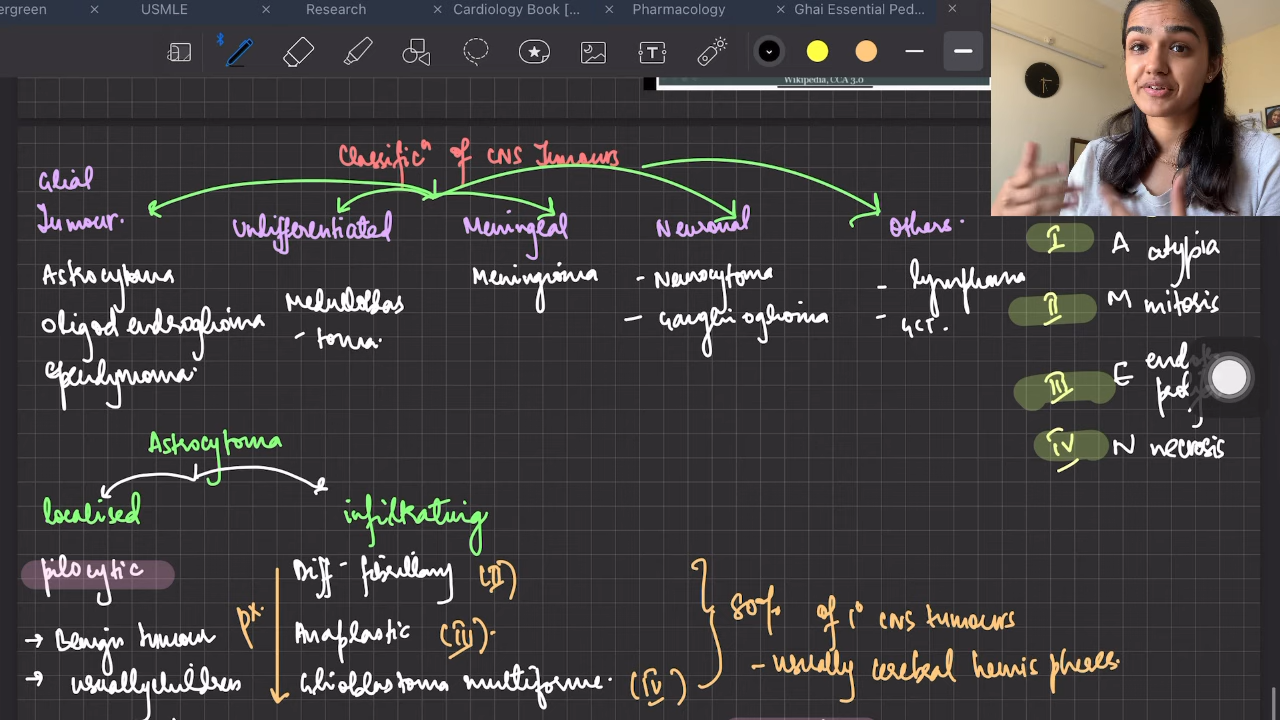 ergreen
USMLE
Research
Cardiology Book [...
Pharmacology
Ghai Essential Ped...
Wikipedia, CCA 3.0
Classificⁿ of CNS Tumours
Glial
Tumour.
Undifferentiated
Meningeal
Neuronal
Others.
Astrocytoma
Oligodendroglioma
Ependymoma.
Medulloblas
- toma.
Meningioma
- Neurocytoma
- Ganglioglioma
- lymphoma
- GCT.
I A atypia
II M mitosis
III E end
IV N necrosis
Astrocytoma
localised
infiltrating
pilocytic
→ Benign tumour
→ usually children
px.
Diff - fibrillary (II)
Anaplastic (III).
Glioblastoma multiforme. (IV)
80% of 1° CNS tumours
- usually cerebral hemispheres.